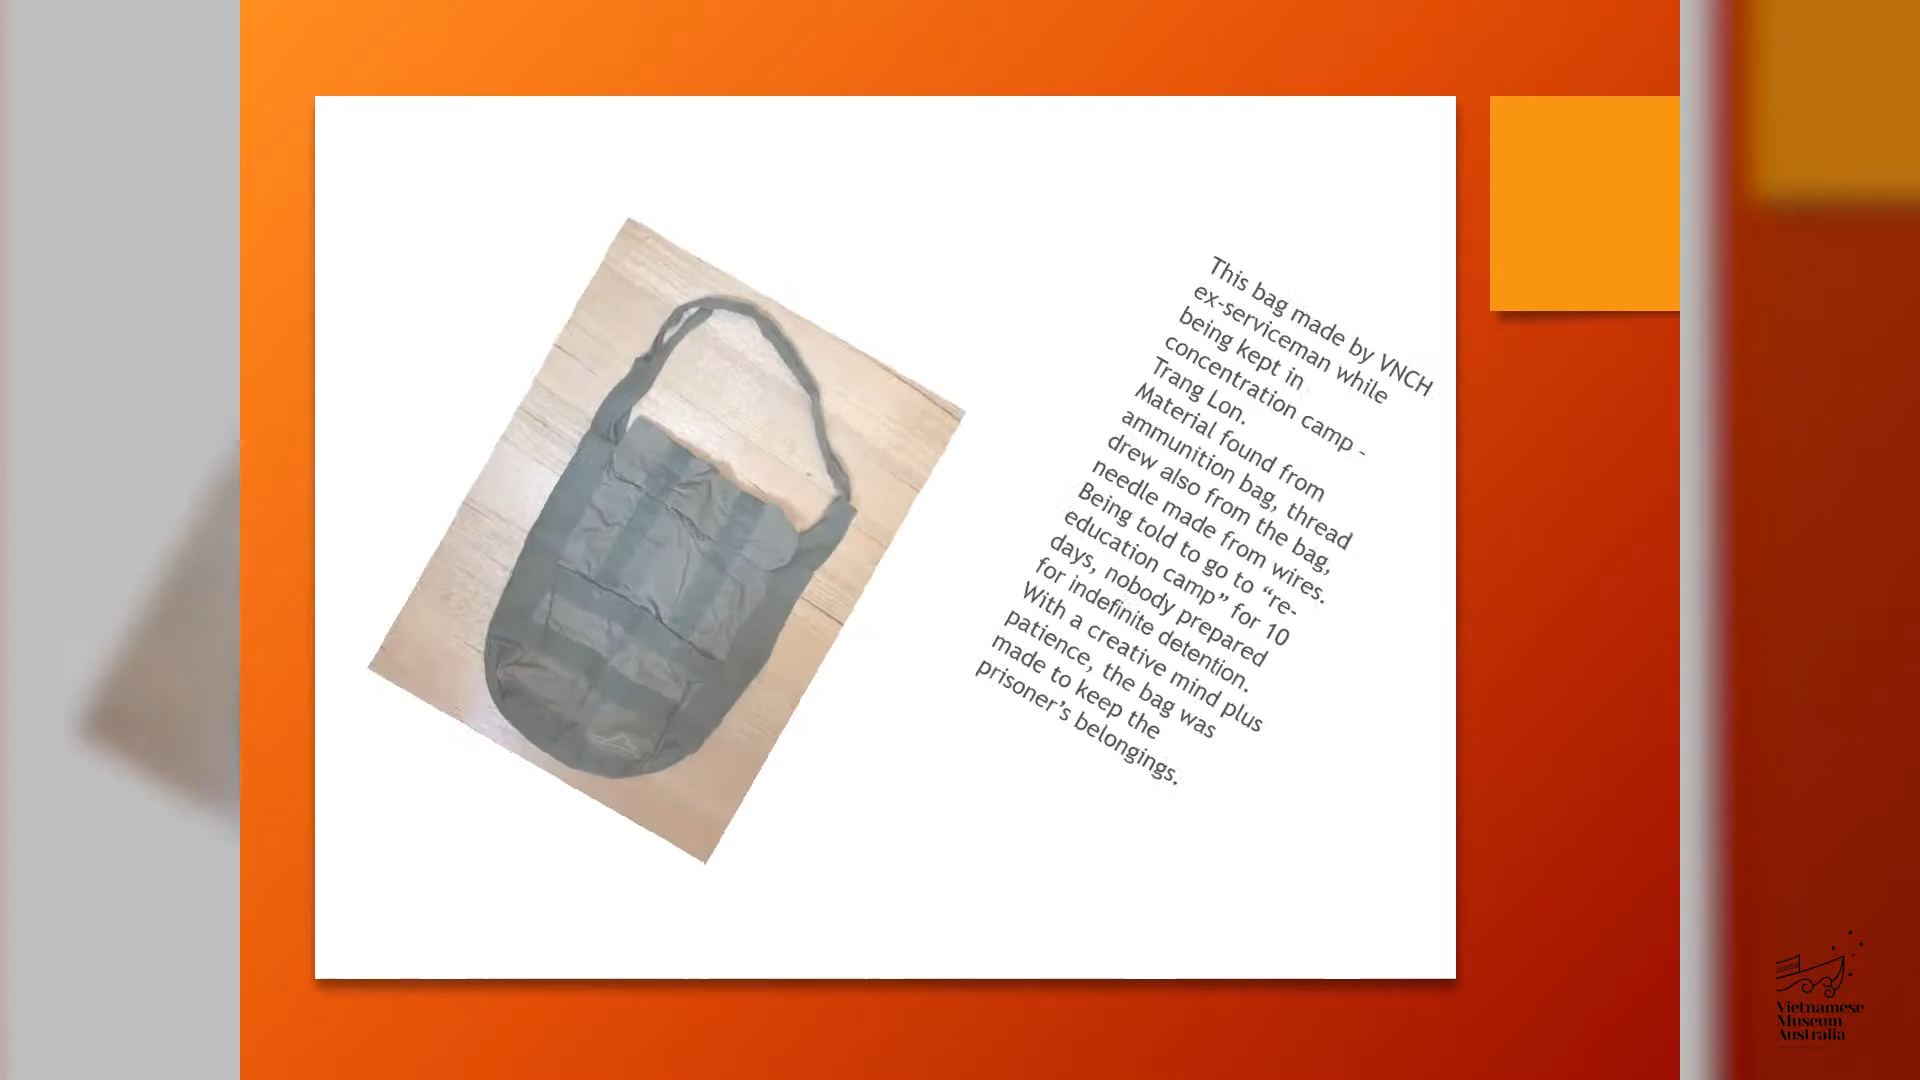 This bag made by VNCH
ex-serviceman while
being kept in
concentration camp -
Trang Lon.
Material found from
ammunition bag, thread
drew also from the bag,
needle made from wires.
Being told to go to “re-
education camp” for 10
days, nobody prepared
for indefinite detention.
With a creative mind plus
patience, the bag was
made to keep the
prisoner’s belongings.
Vietnamese
Museum
Australia